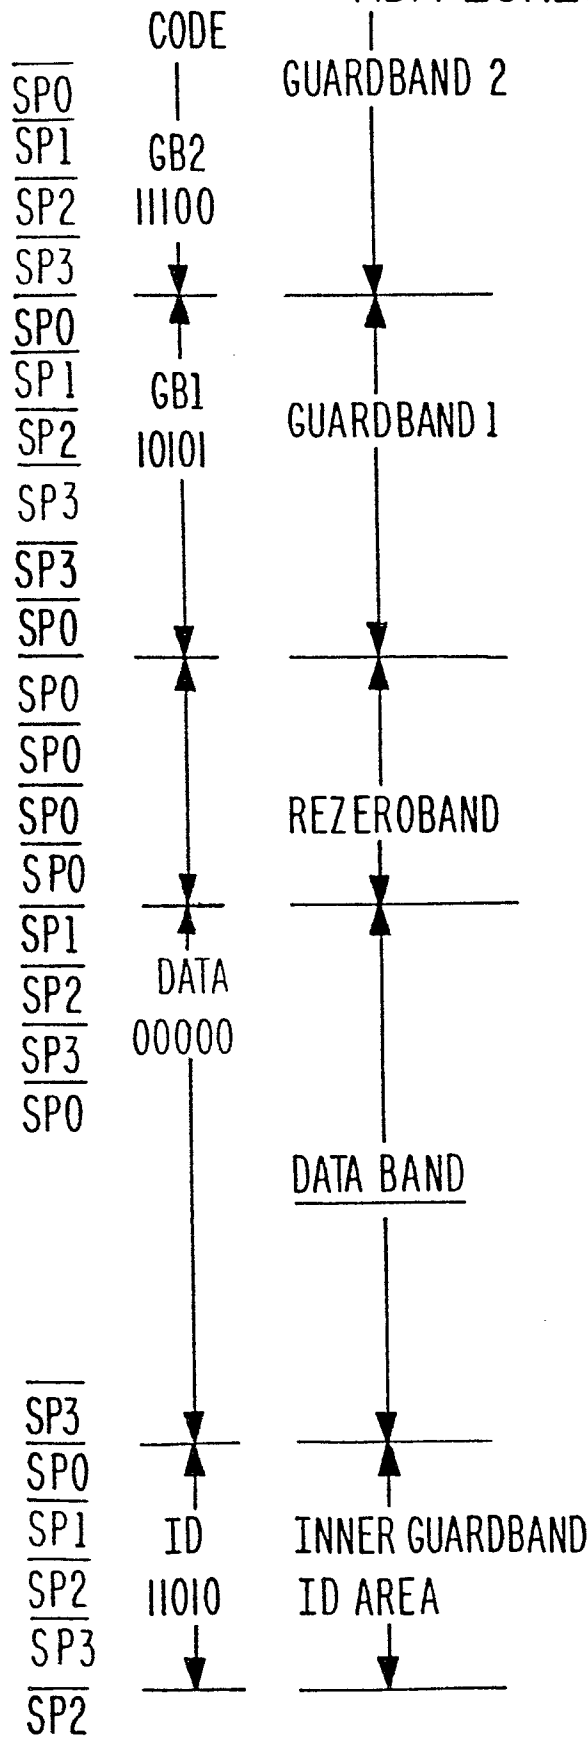 CODE
SP0 GUARDBAND 2
SP1 GB2
SP2 11100
SP3
SP0
SP1 GB1
SP2 10101 GUARDBAND 1
SP3
SP3
SP0
SP0
SP0
SP0 REZEROBAND
SP0
SP1
SP2 DATA
SP3 00000
SP0
DATA BAND
SP3
SP0
SP1 ID INNER GUARDBAND
SP2 11010 ID AREA
SP3
SP2